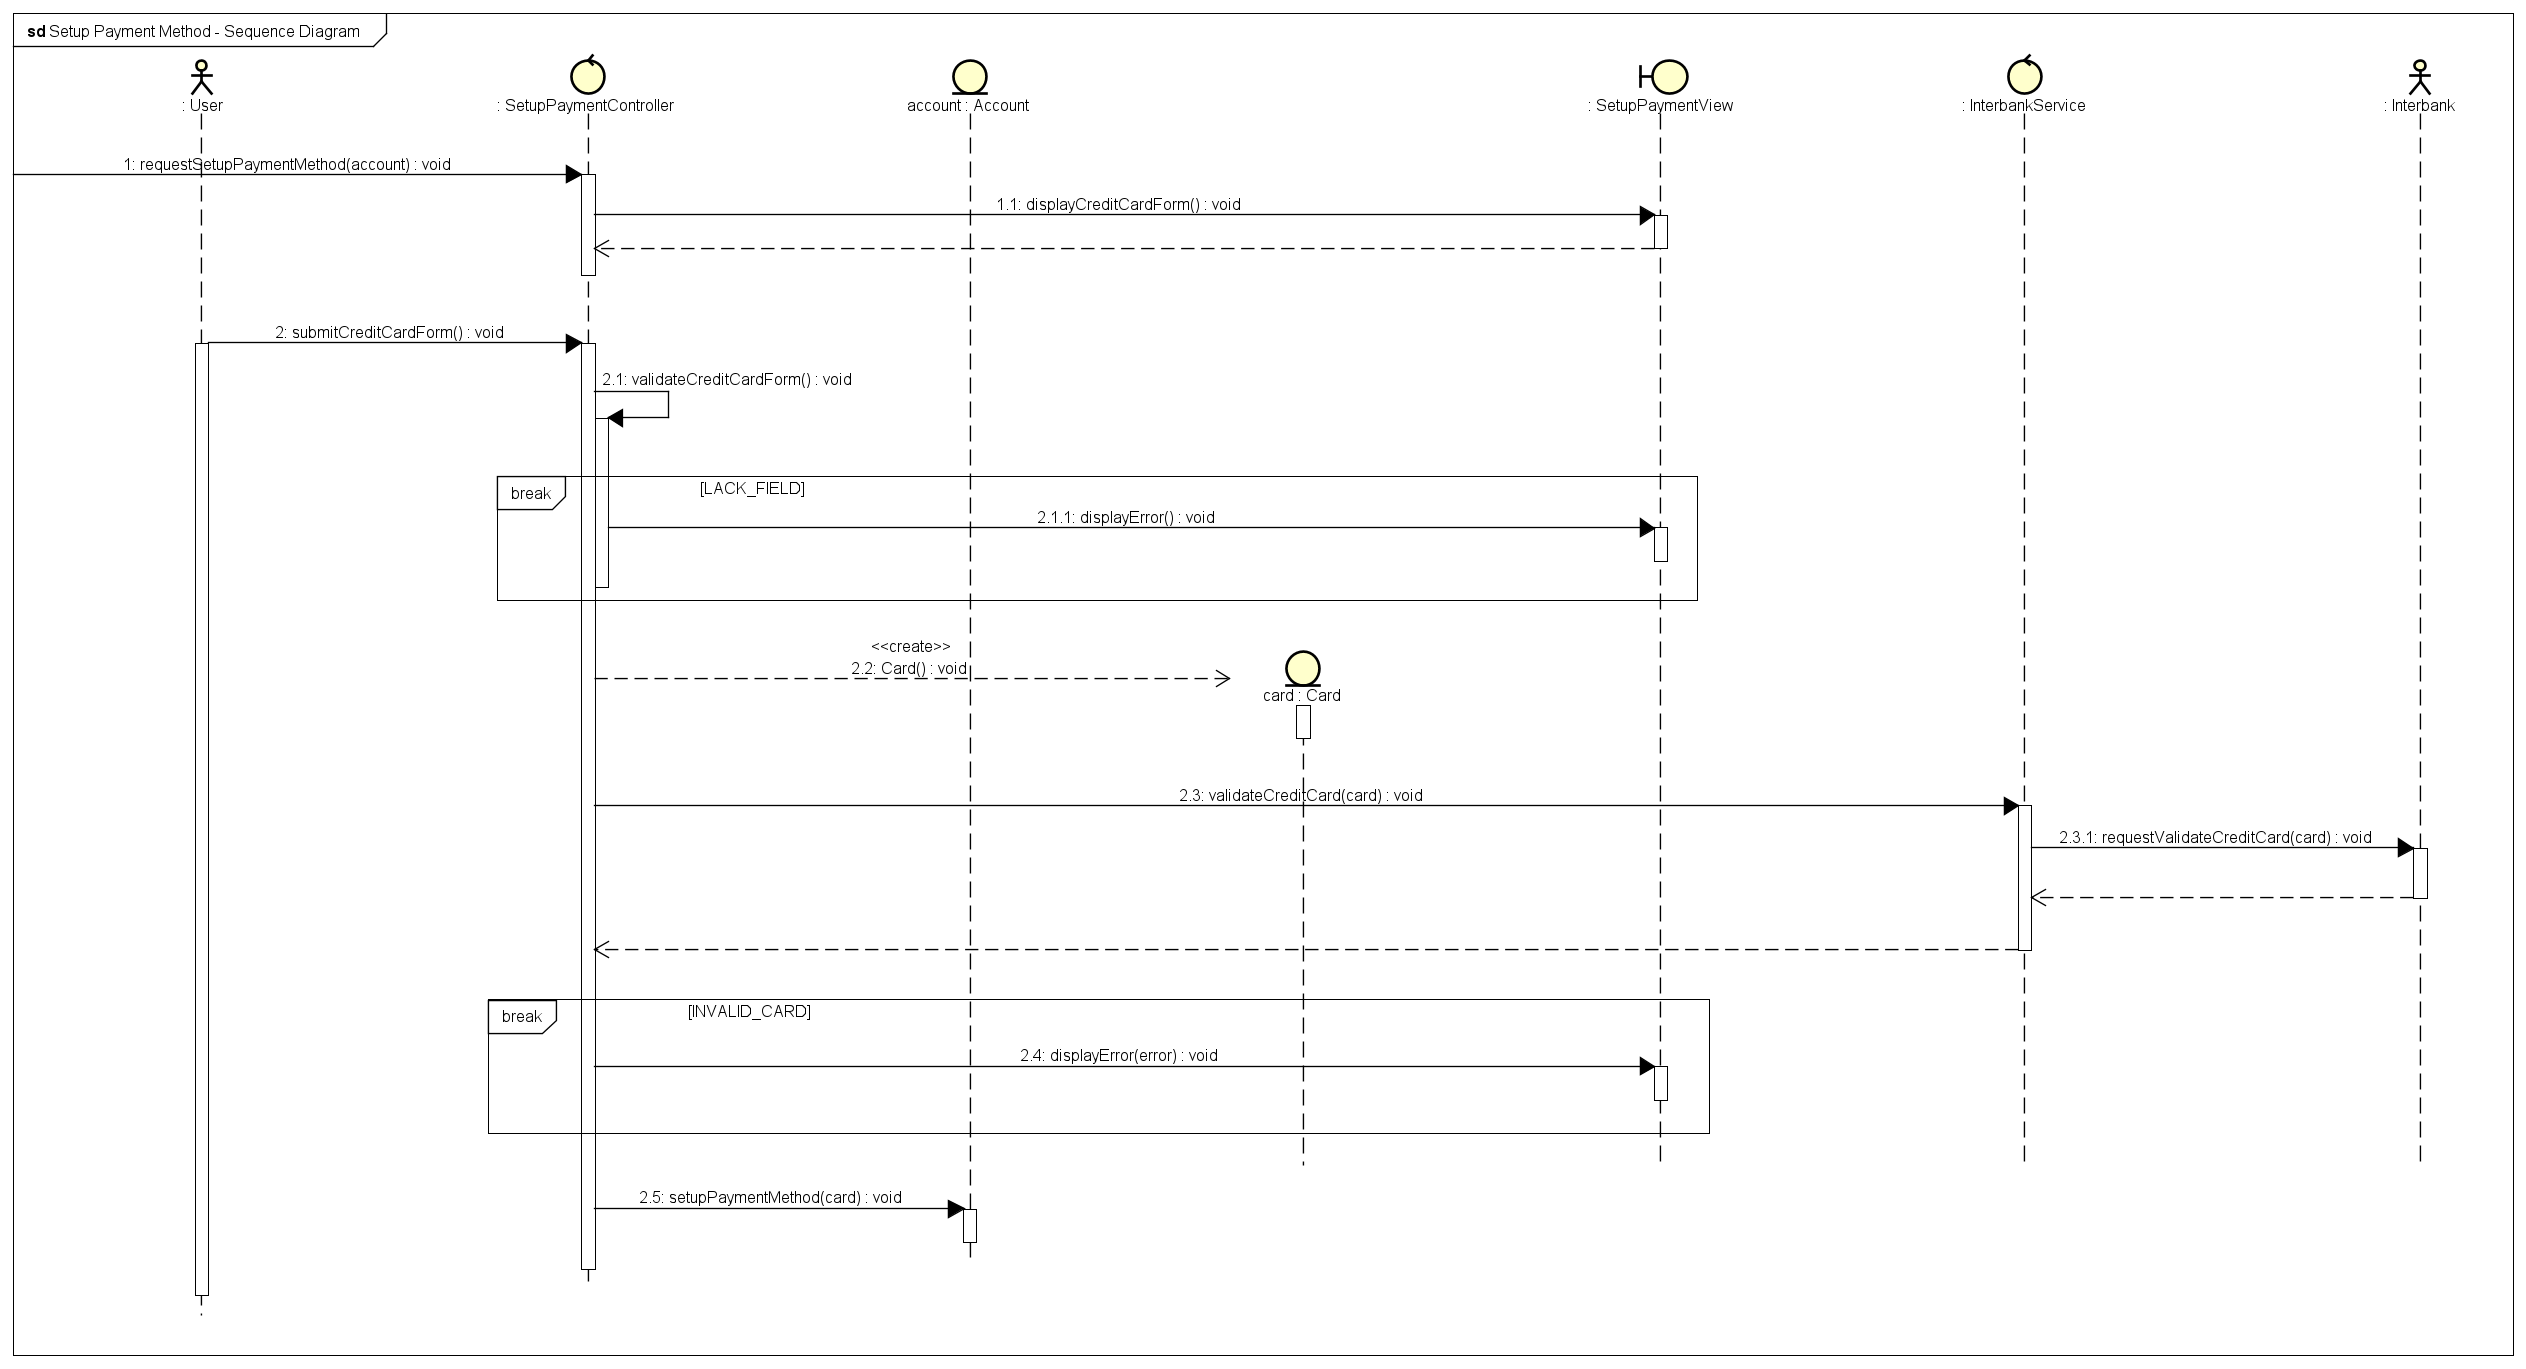 sd Setup Payment Method - Sequence Diagram
: User
: SetupPaymentController
account : Account
: SetupPaymentView
: InterbankService
: Interbank
1: requestSetupPaymentMethod(account) : void
1.1: displayCreditCardForm() : void
2: submitCreditCardForm() : void
2.1: validateCreditCardForm() : void
break
[LACK_FIELD]
2.1.1: displayError() : void
<<create>>
2.2: Card() : void
card : Card
2.3: validateCreditCard(card) : void
2.3.1: requestValidateCreditCard(card) : void
break
[INVALID_CARD]
2.4: displayError(error) : void
2.5: setupPaymentMethod(card) : void